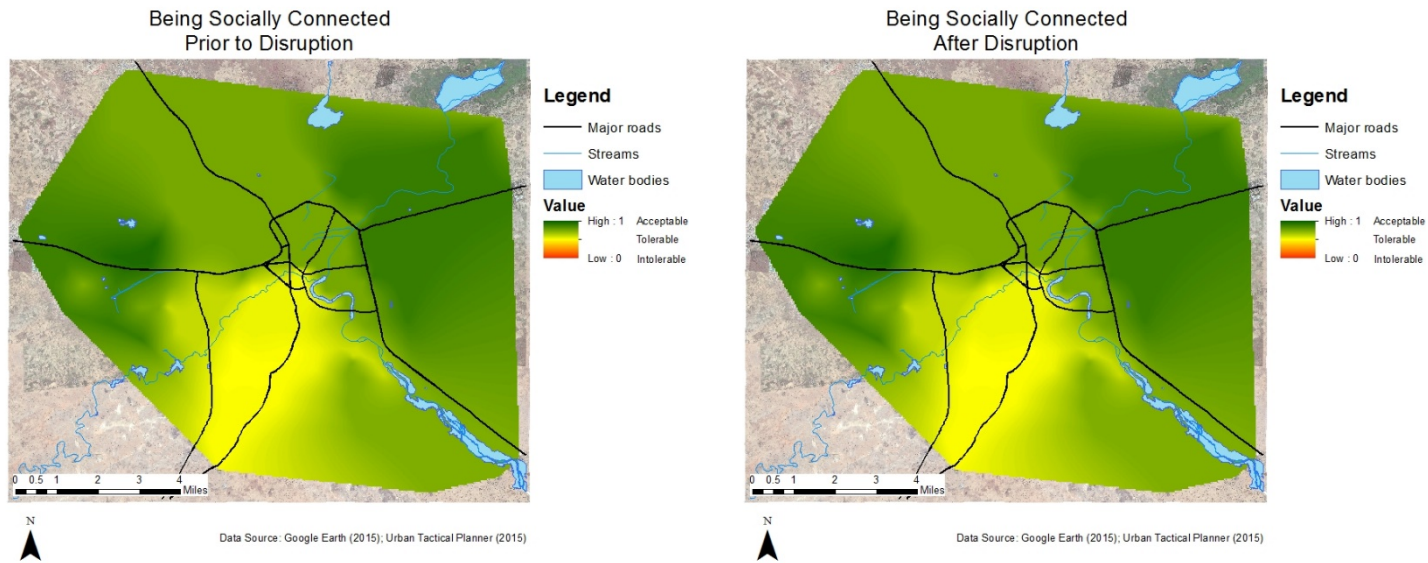 Being Socially Connected
Prior to Disruption
Legend
Major roads
Streams
Water bodies
Value
High : 1 Acceptable
Tolerable
Low : 0 Intolerable
0 0.5 1 2 3 4
Miles
N
Data Source: Google Earth (2015); Urban Tactical Planner (2015)
Being Socially Connected
After Disruption
Legend
Major roads
Streams
Water bodies
Value
High : 1 Acceptable
Tolerable
Low : 0 Intolerable
0 0.5 1 2 3 4
Miles
N
Data Source: Google Earth (2015); Urban Tactical Planner (2015)